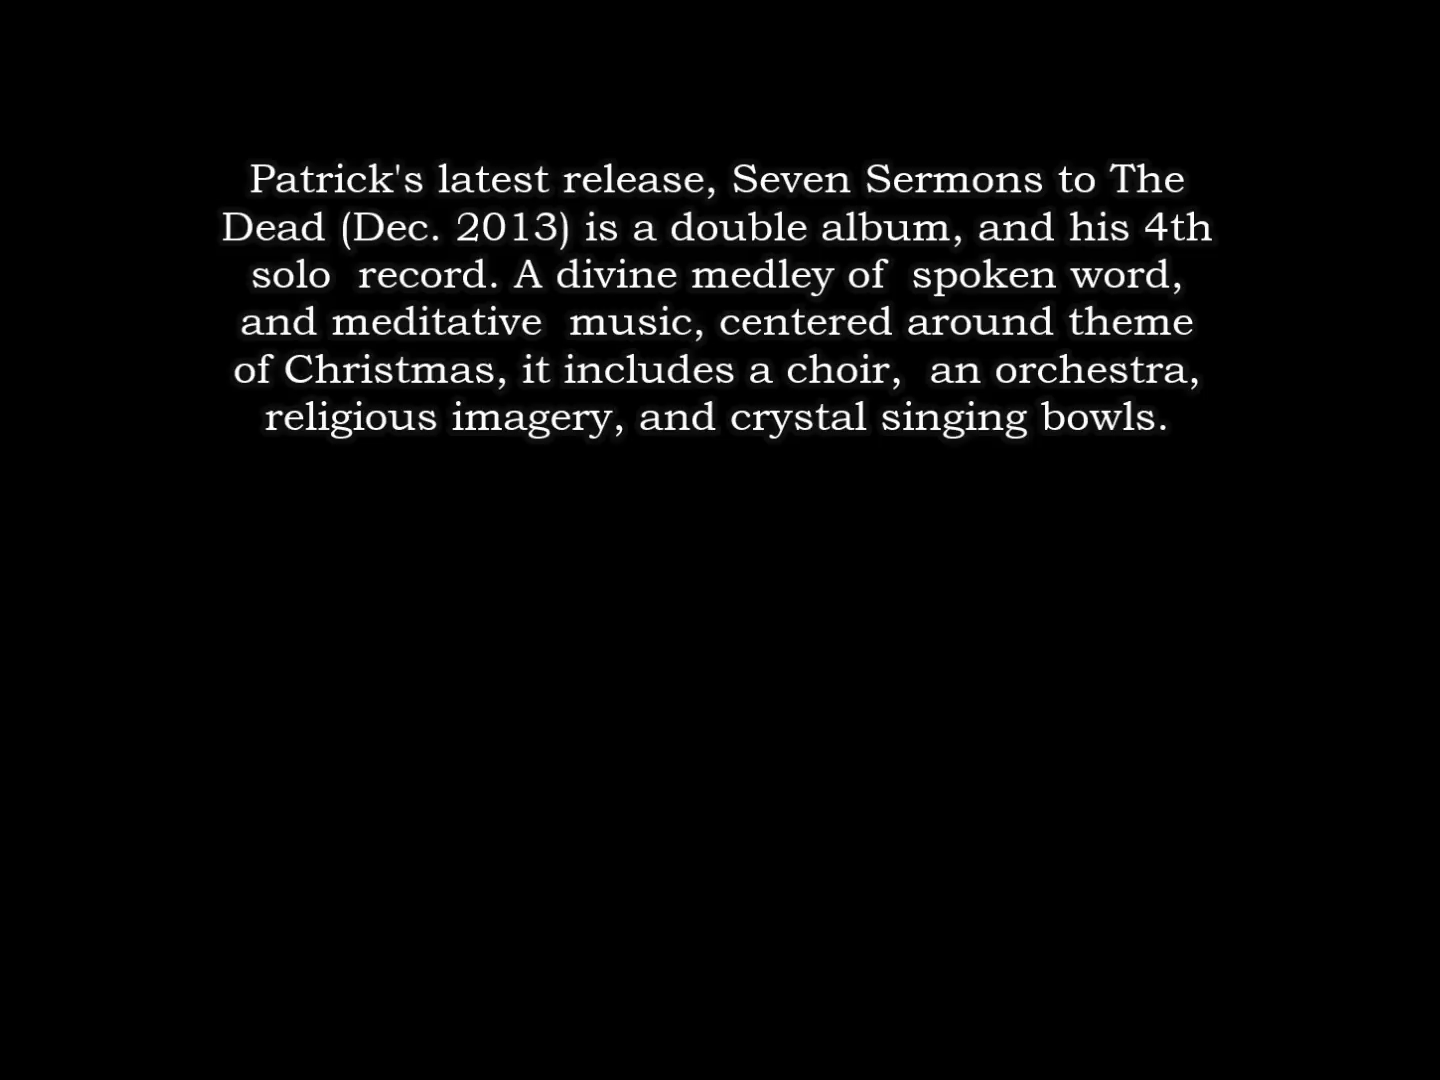 Patrick's latest release, Seven Sermons to The
Dead (Dec. 2013) is a double album, and his 4th
solo  record. A divine medley of  spoken word,
and meditative  music, centered around theme
of Christmas, it includes a choir,  an orchestra,
religious imagery, and crystal singing bowls.